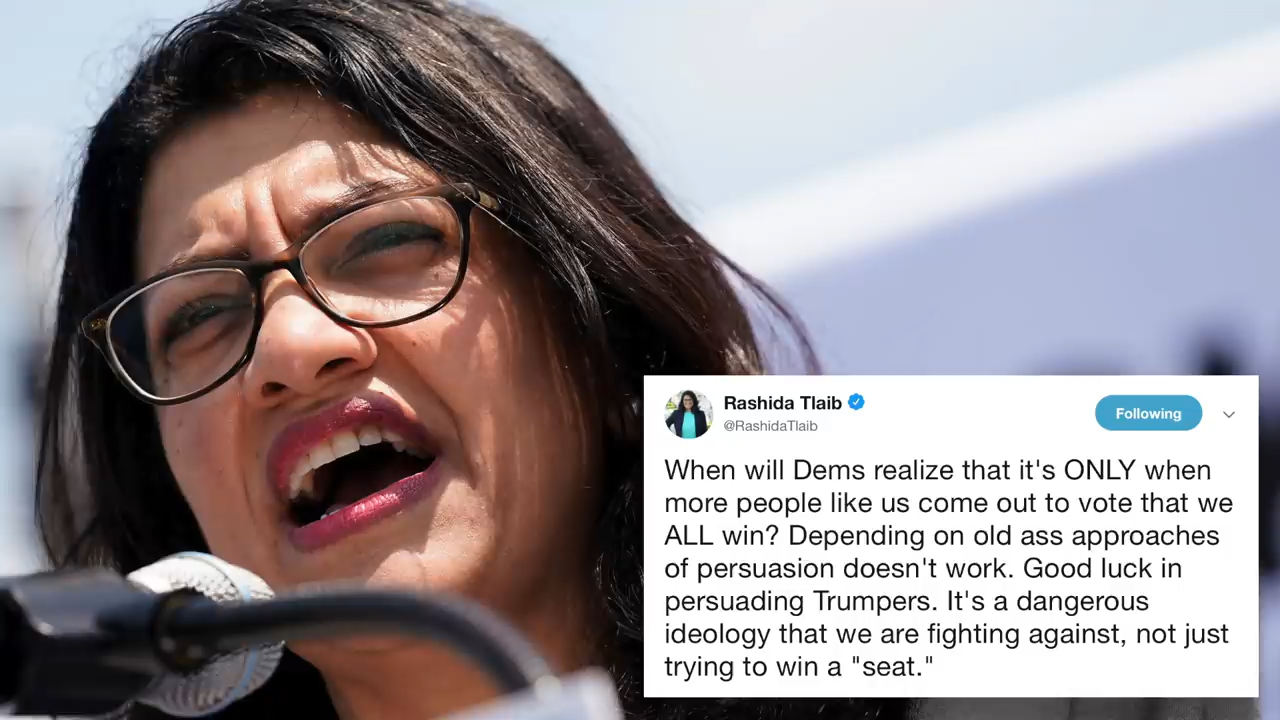 Rashida Tlaib
@RashidaTlaib
Following
When will Dems realize that it's ONLY when
more people like us come out to vote that we
ALL win? Depending on old ass approaches
of persuasion doesn't work. Good luck in
persuading Trumpers. It's a dangerous
ideology that we are fighting against, not just
trying to win a "seat."